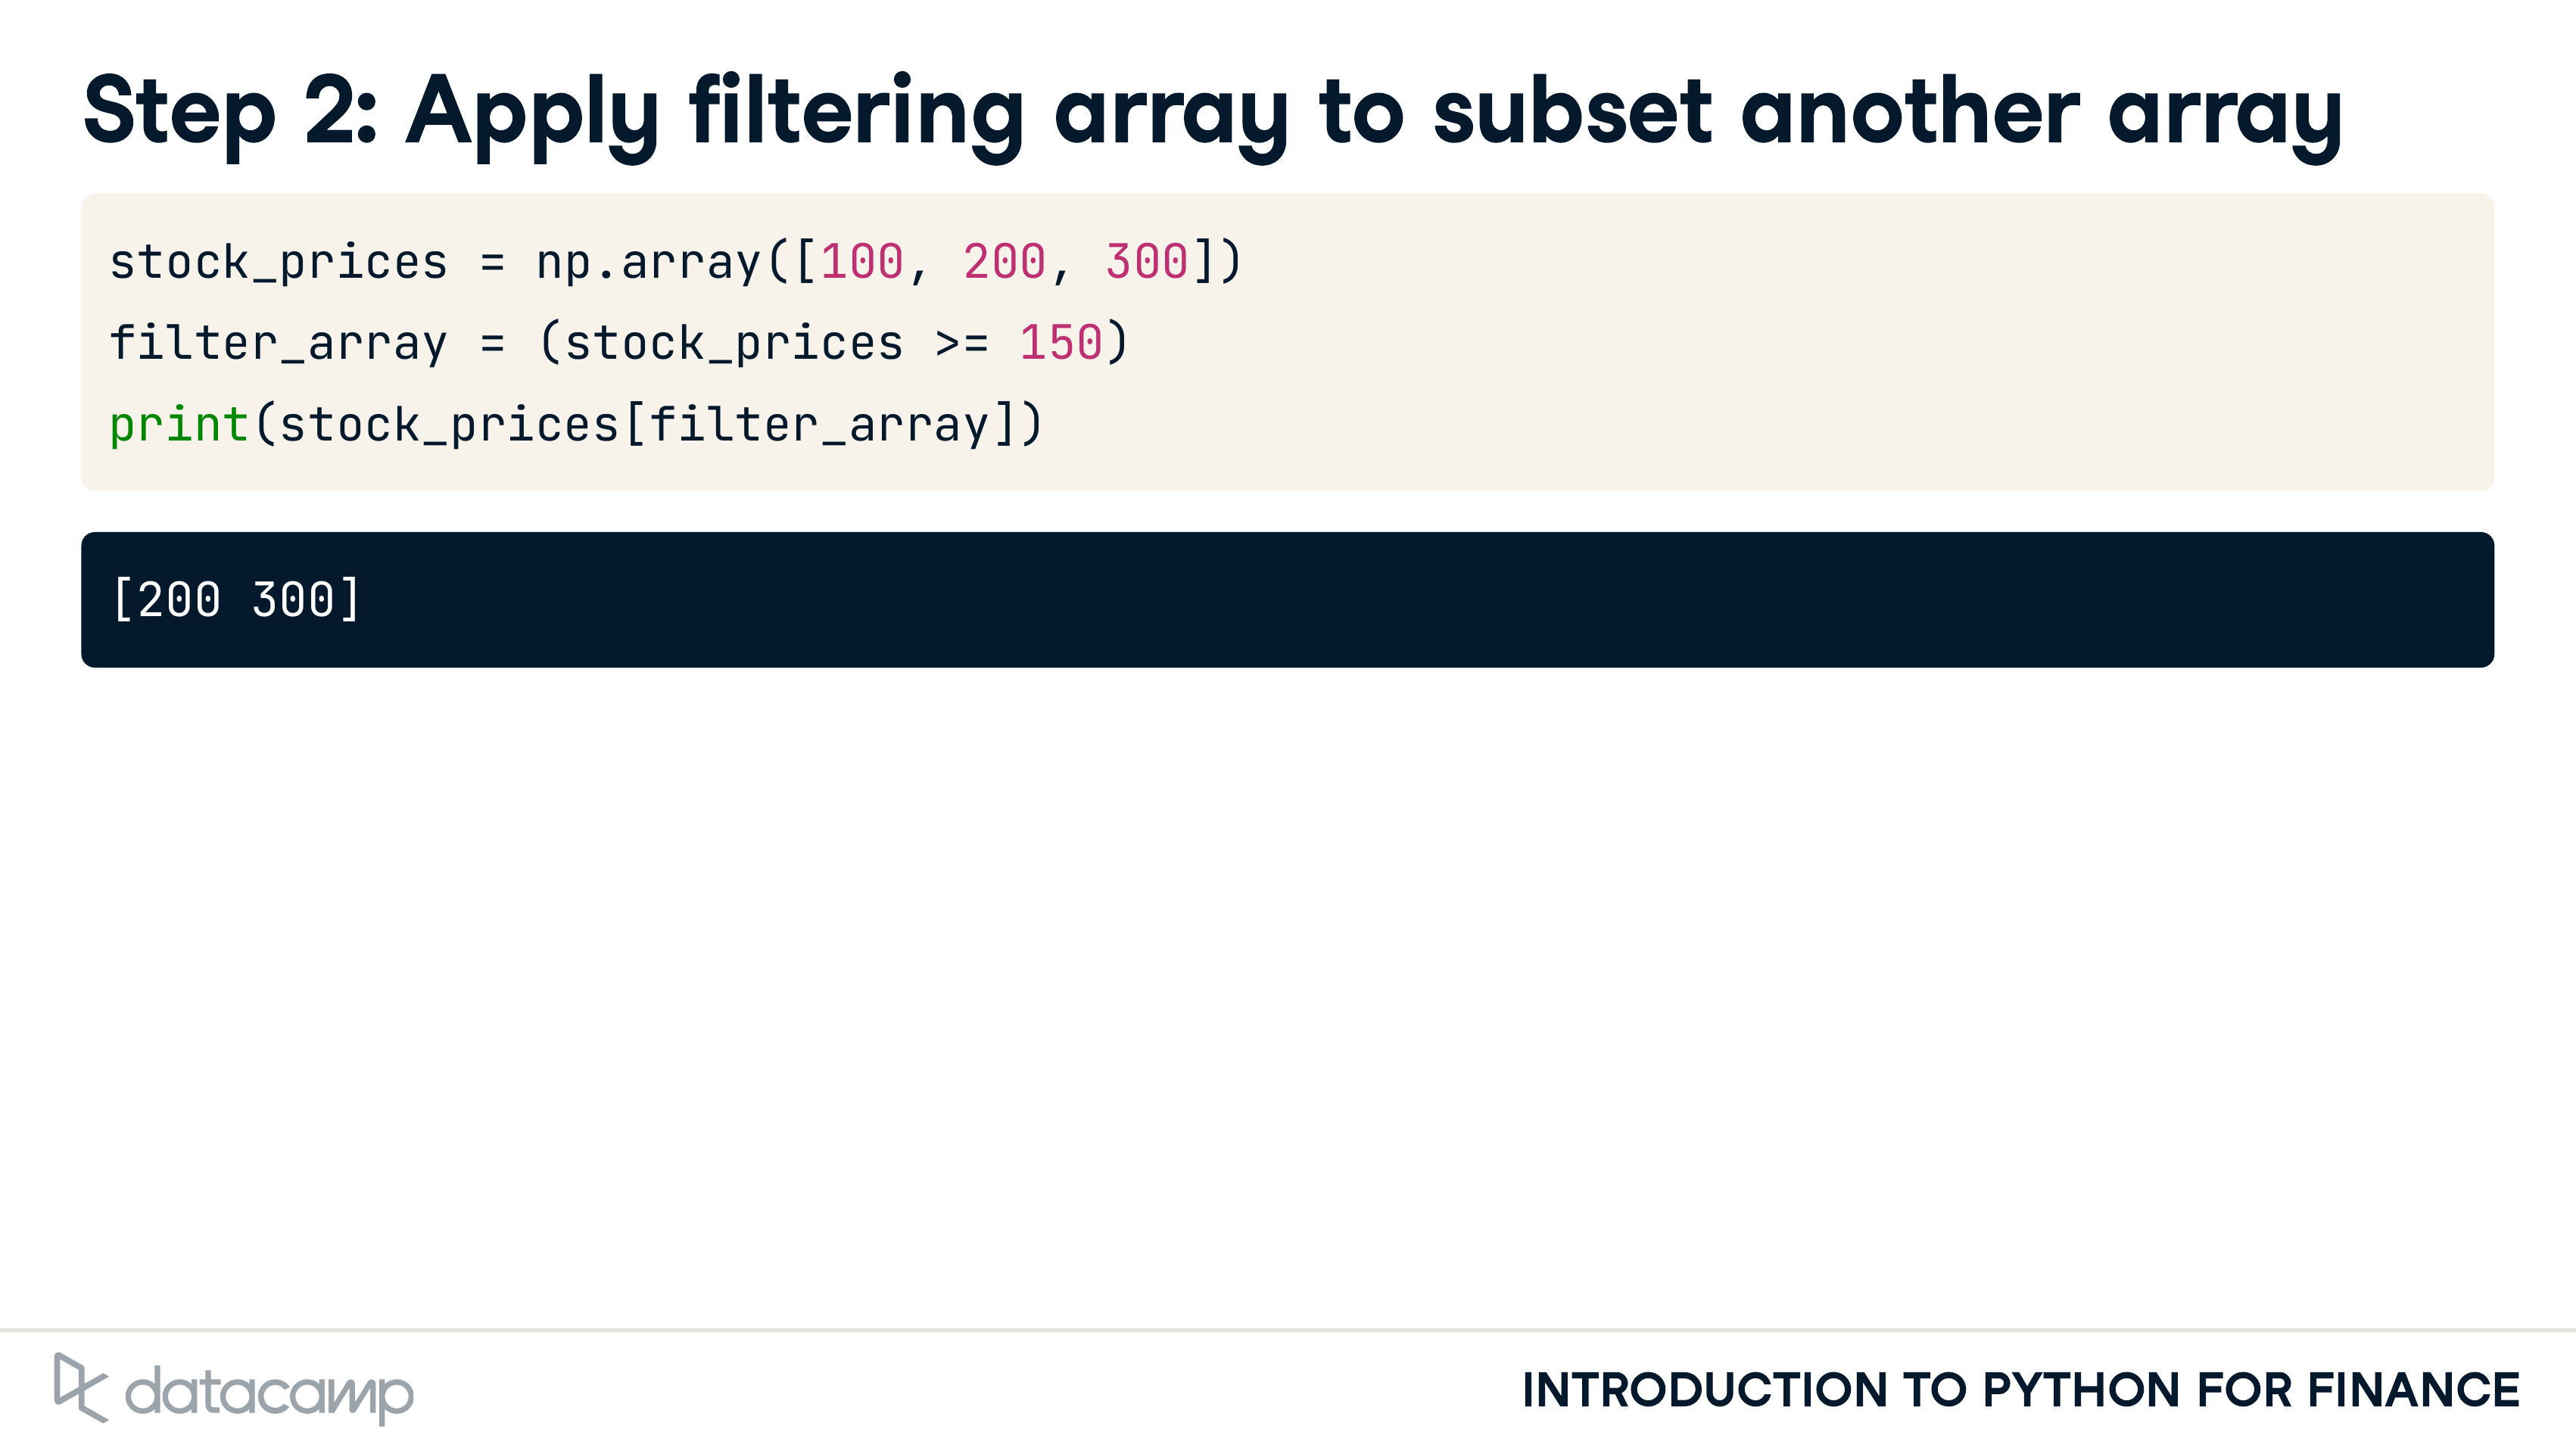 Step 2: Apply filtering array to subset another array
stock_prices = np.array([100, 200, 300])
filter_array = (stock_prices >= 150)
print(stock_prices[filter_array])
[200 300]
datacamp
INTRODUCTION TO PYTHON FOR FINANCE